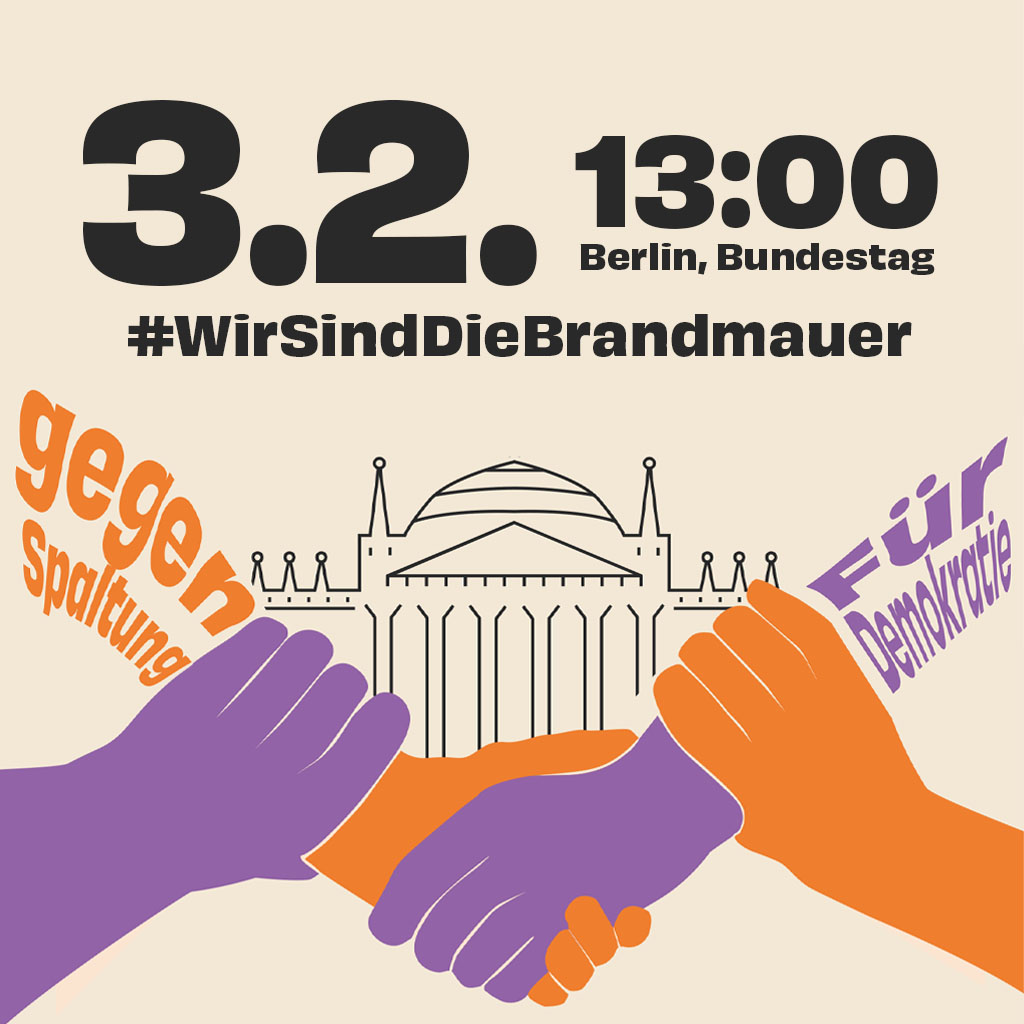 3.2.
13:00
Berlin, Bundestag
#WirSindDieBrandmauer
gegen
Spaltung
Für
Demokratie